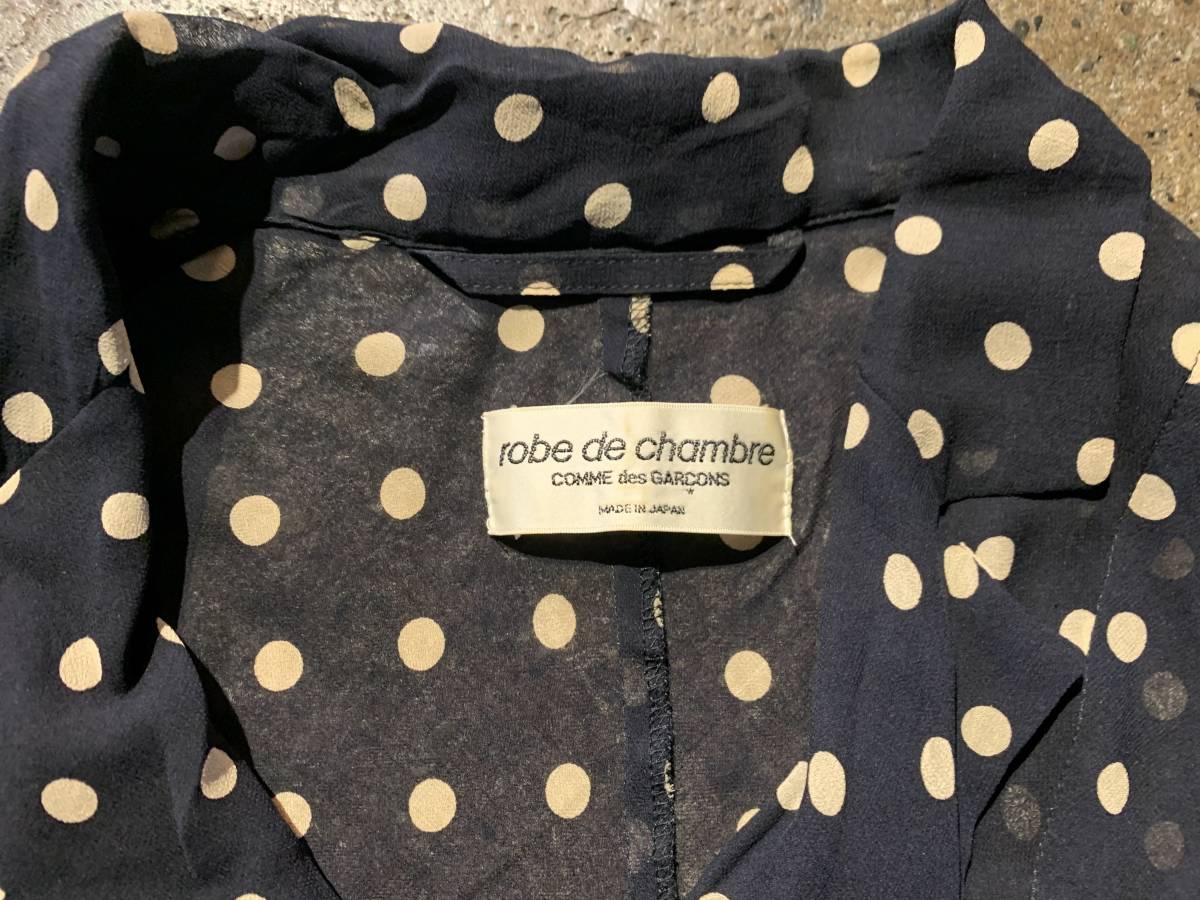 robe de chambre
COMME des GARCONS
*
MADE IN JAPAN